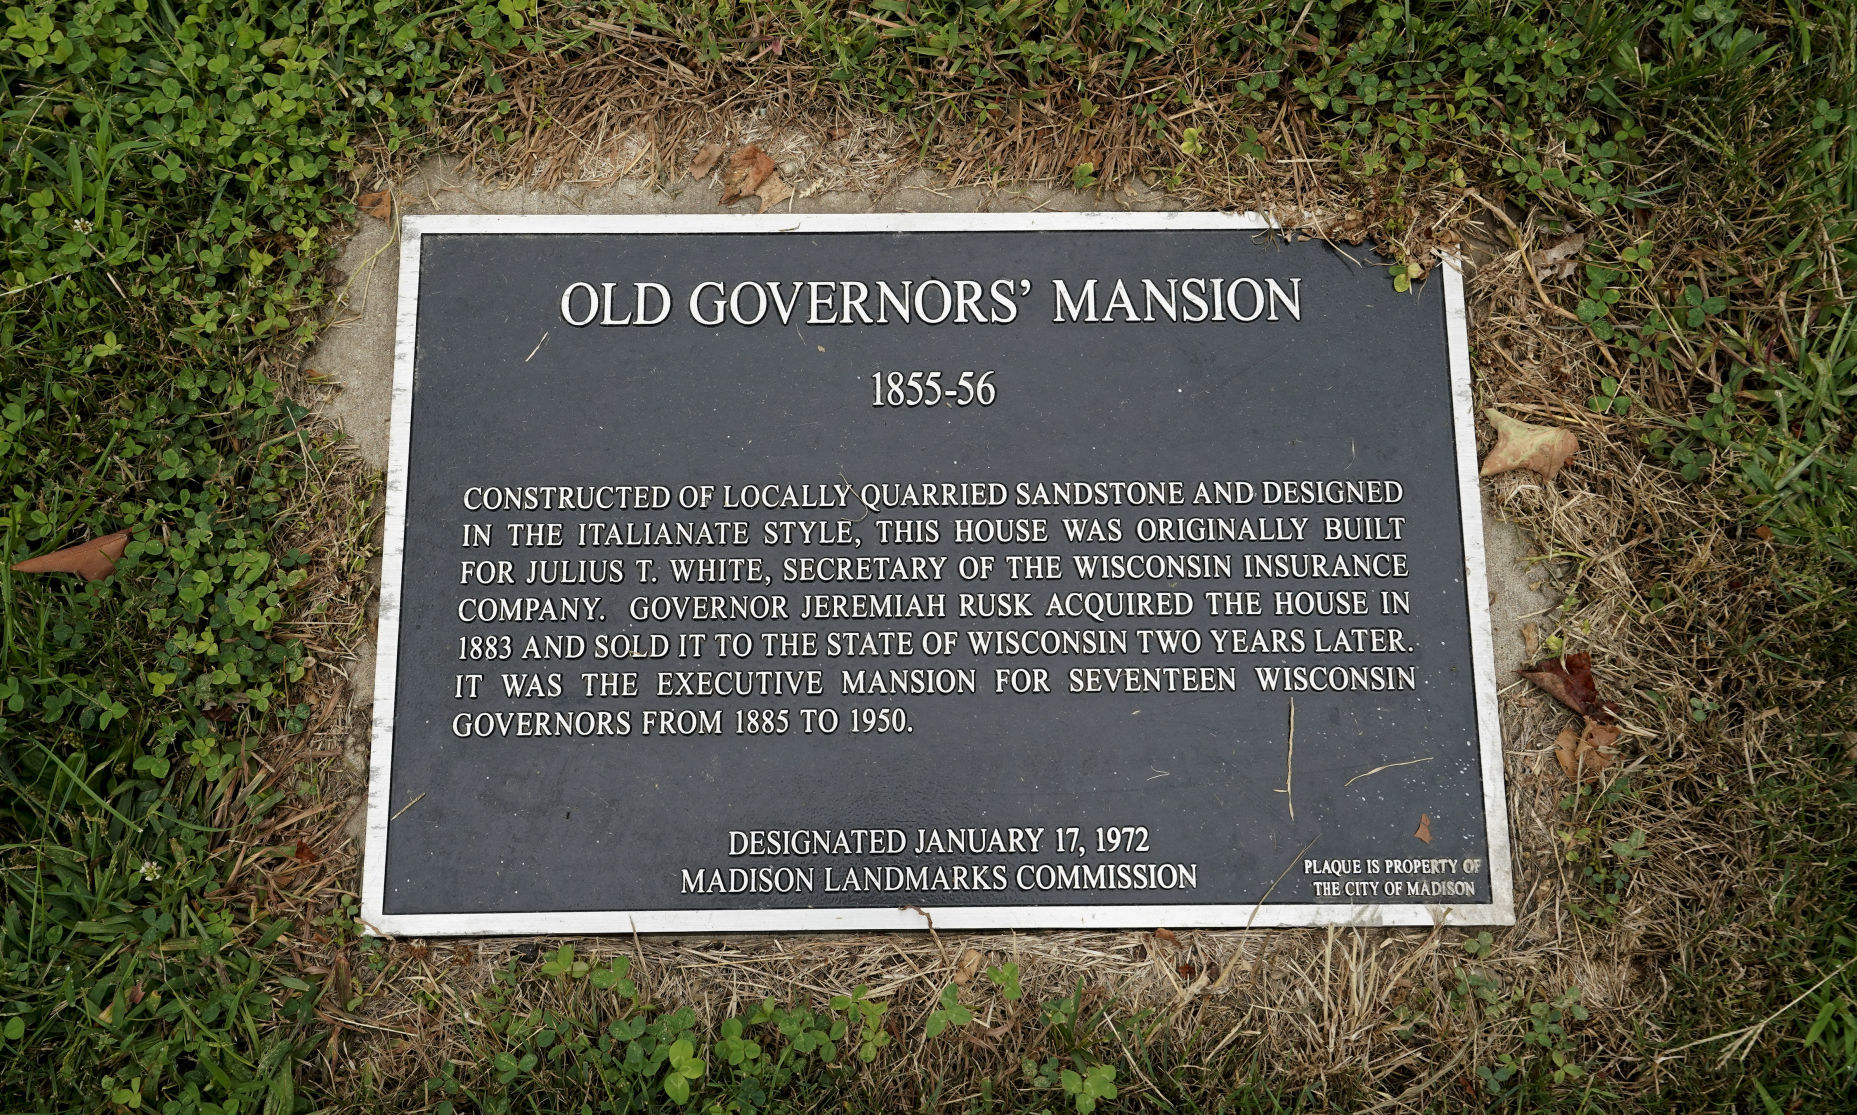 OLD GOVERNORS' MANSION
1855-56
CONSTRUCTED OF LOCALLY QUARRIED SANDSTONE AND DESIGNED
IN THE ITALIANATE STYLE, THIS HOUSE WAS ORIGINALLY BUILT
FOR JULIUS T. WHITE, SECRETARY OF THE WISCONSIN INSURANCE
COMPANY. GOVERNOR JEREMIAH RUSK ACQUIRED THE HOUSE IN
1883 AND SOLD IT TO THE STATE OF WISCONSIN TWO YEARS LATER.
IT WAS THE EXECUTIVE MANSION FOR SEVENTEEN WISCONSIN
GOVERNORS FROM 1885 TO 1950.
DESIGNATED JANUARY 17, 1972
MADISON LANDMARKS COMMISSION
PLAQUE IS PROPERTY OF
THE CITY OF MADISON